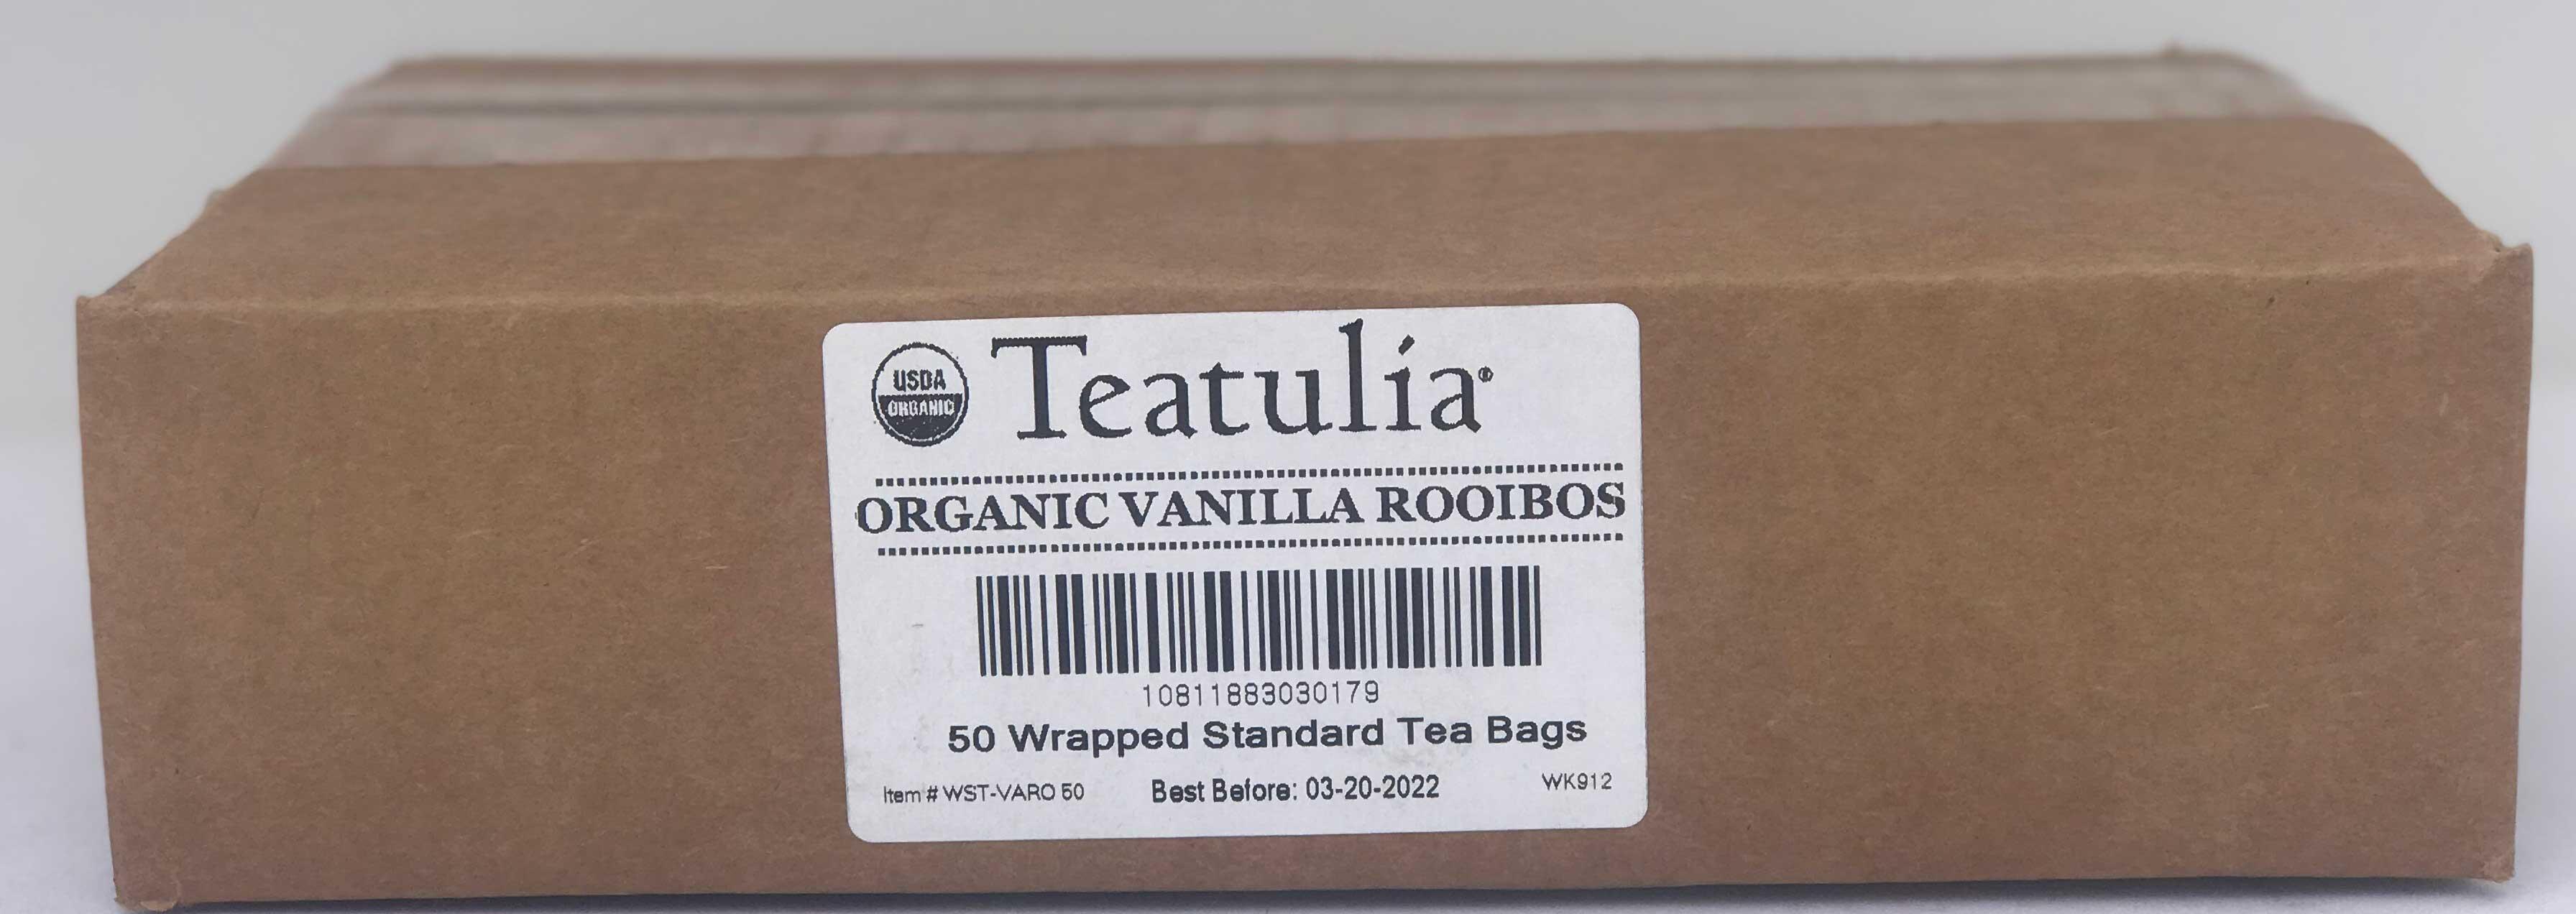 USDA
ORGANIC
Teatulia®
ORGANIC VANILLA ROOIBOS
10811883030179
50 Wrapped Standard Tea Bags
Item # WST-VARO 50 Best Before: 03-20-2022 WK912